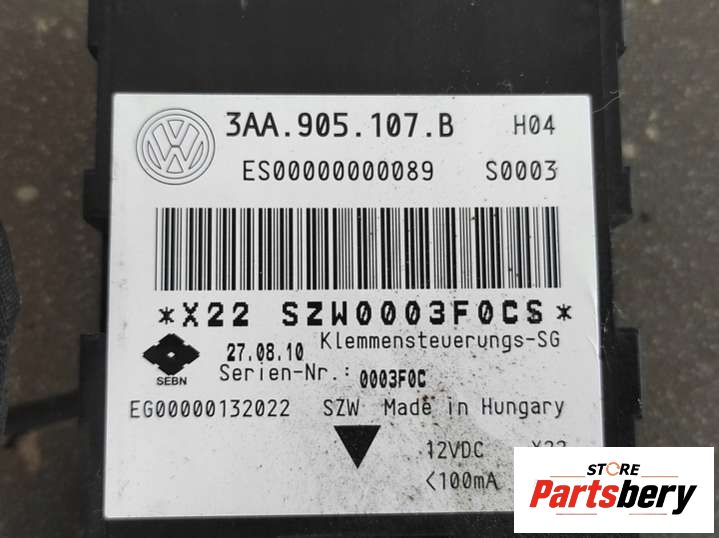 3AA.905.107.B H04
ES00000000089 S0003
*X22 SZW0003F0CS*
27.08.10 Klemmensteuerungs-SG
SEBN Serien-Nr.: 0003F0C
EG00000132022 SZW Made in Hungary
12VDC X22
<100mA
STORE
Partsbery